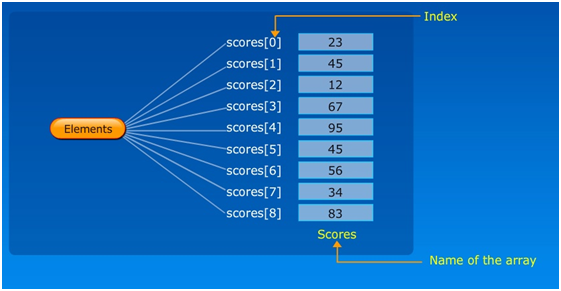 Index
scores[0] 23
scores[1] 45
scores[2] 12
scores[3] 67
Elements
scores[4] 95
scores[5] 45
scores[6] 56
scores[7] 34
scores[8] 83
Scores
Name of the array